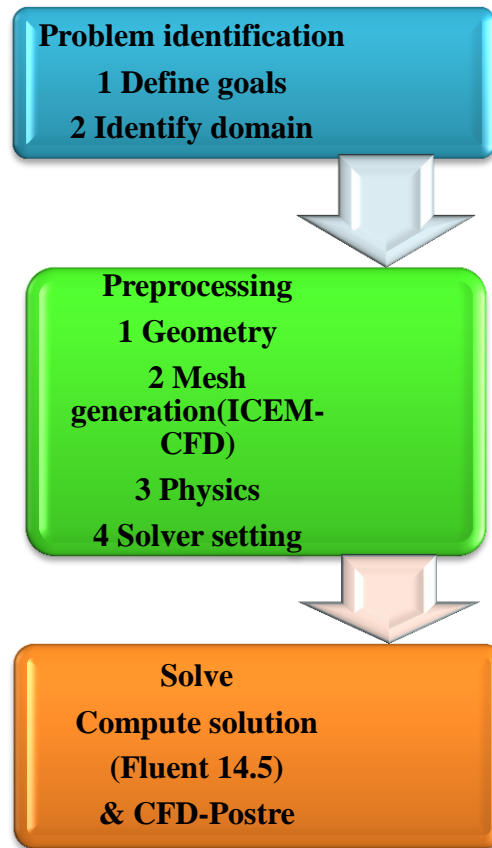 Problem identification
1 Define goals
2 Identify domain
Preprocessing
1 Geometry
2 Mesh
generation(ICEM-
CFD)
3 Physics
4 Solver setting
Solve
Compute solution
(Fluent 14.5)
& CFD-Postre